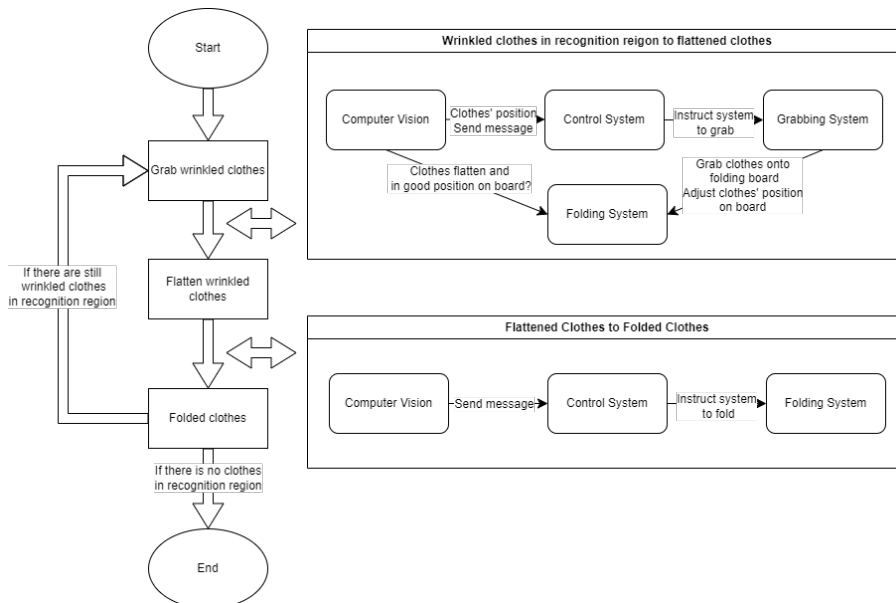 Start
Grab wrinkled clothes
Flatten wrinkled
clothes
Folded clothes
If there are still
wrinkled clothes
in recognition region
If there is no clothes
in recognition region
End
Wrinkled clothes in recognition reigon to flattened clothes
Computer Vision
Clothes' position
Send message
Control System
Instruct system
to grab
Grabbing System
Clothes flatten and
in good position on board?
Grab clothes onto
folding board
Adjust clothes' position
on board
Folding System
Flattened Clothes to Folded Clothes
Computer Vision
Send message
Control System
Instruct system
to fold
Folding System